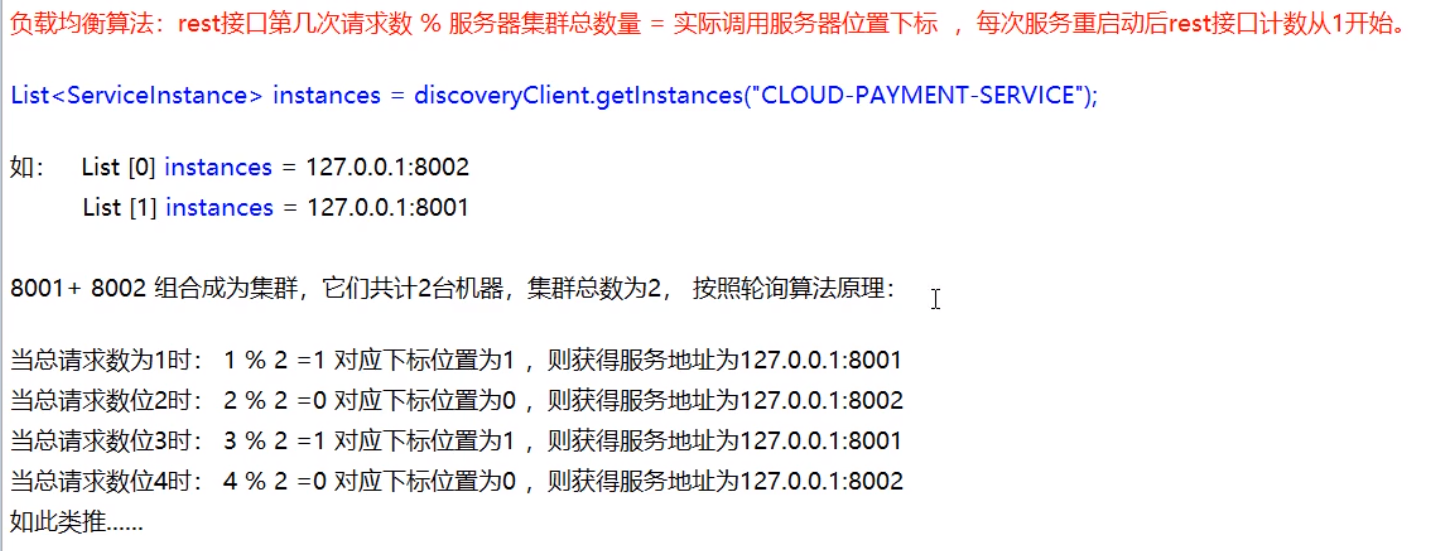 负载均衡算法：rest接口第几次请求数 % 服务器集群总数量 = 实际调用服务器位置下标 ，每次服务重启动后rest接口计数从1开始。
List<ServiceInstance> instances = discoveryClient.getInstances("CLOUD-PAYMENT-SERVICE");
如： List [0] instances = 127.0.0.1:8002
List [1] instances = 127.0.0.1:8001
8001+ 8002 组合成为集群，它们共计2台机器，集群总数为2， 按照轮询算法原理：
当总请求数为1时： 1 % 2 =1 对应下标位置为1 ，则获得服务地址为127.0.0.1:8001
当总请求数位2时： 2 % 2 =0 对应下标位置为0 ，则获得服务地址为127.0.0.1:8002
当总请求数位3时： 3 % 2 =1 对应下标位置为1 ，则获得服务地址为127.0.0.1:8001
当总请求数位4时： 4 % 2 =0 对应下标位置为0 ，则获得服务地址为127.0.0.1:8002
如此类推......